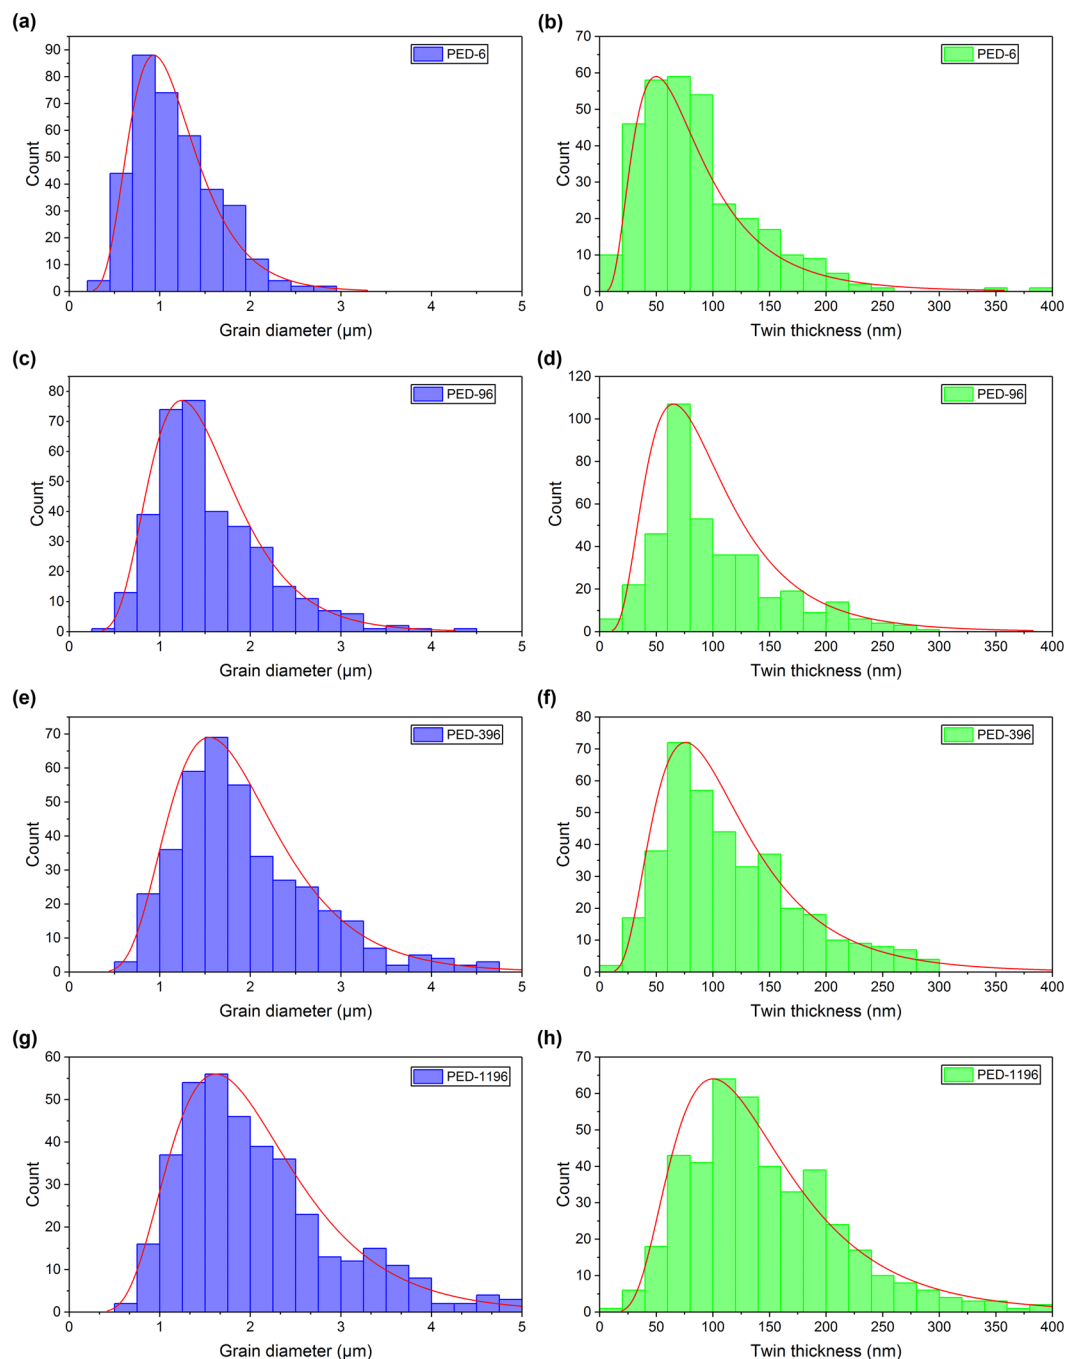 (a)
PED-6
Count
0 10 20 30 40 50 60 70 80 90
0 1 2 3 4 5
Grain diameter (µm)
(b)
PED-6
Count
0 10 20 30 40 50 60 70
0 50 100 150 200 250 300 350 400
Twin thickness (nm)
(c)
PED-96
Count
0 10 20 30 40 50 60 70 80
0 1 2 3 4 5
Grain diameter (µm)
(d)
PED-96
Count
0 20 40 60 80 100 120
0 50 100 150 200 250 300 350 400
Twin thickness (nm)
(e)
PED-396
Count
0 10 20 30 40 50 60 70
0 1 2 3 4 5
Grain diameter (µm)
(f)
PED-396
Count
0 10 20 30 40 50 60 70 80
0 50 100 150 200 250 300 350 400
Twin thickness (nm)
(g)
PED-1196
Count
0 10 20 30 40 50 60
0 1 2 3 4 5
Grain diameter (µm)
(h)
PED-1196
Count
0 10 20 30 40 50 60 70
0 50 100 150 200 250 300 350 400
Twin thickness (nm)